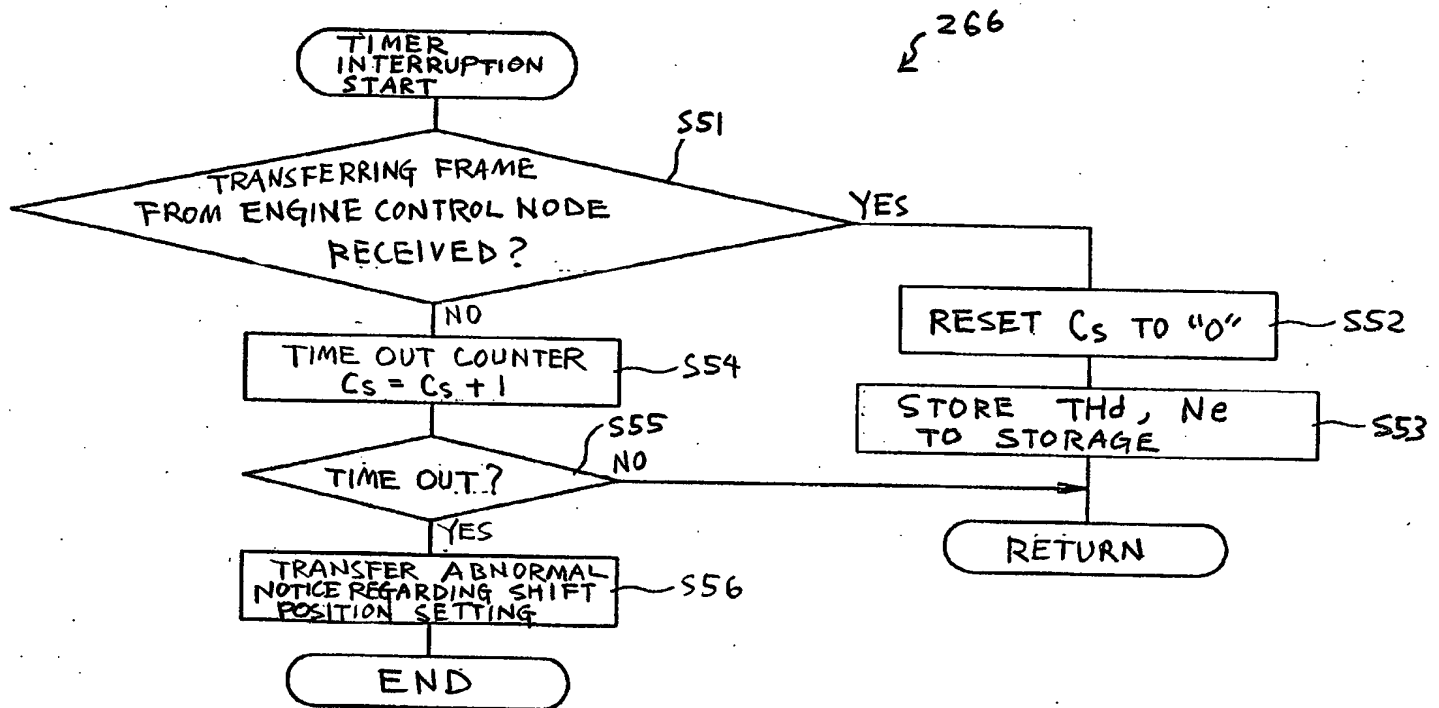 266
TIMER
INTERRUPTION
START
S51
TRANSFERRING FRAME
FROM ENGINE CONTROL NODE
RECEIVED?
YES
NO
RESET Cs TO "0"
S52
TIME OUT COUNTER
Cs = Cs + 1
S54
STORE THd, Ne
TO STORAGE
S53
S55
TIME OUT?
NO
YES
RETURN
TRANSFER ABNORMAL
NOTICE REGARDING SHIFT
POSITION SETTING
S56
END